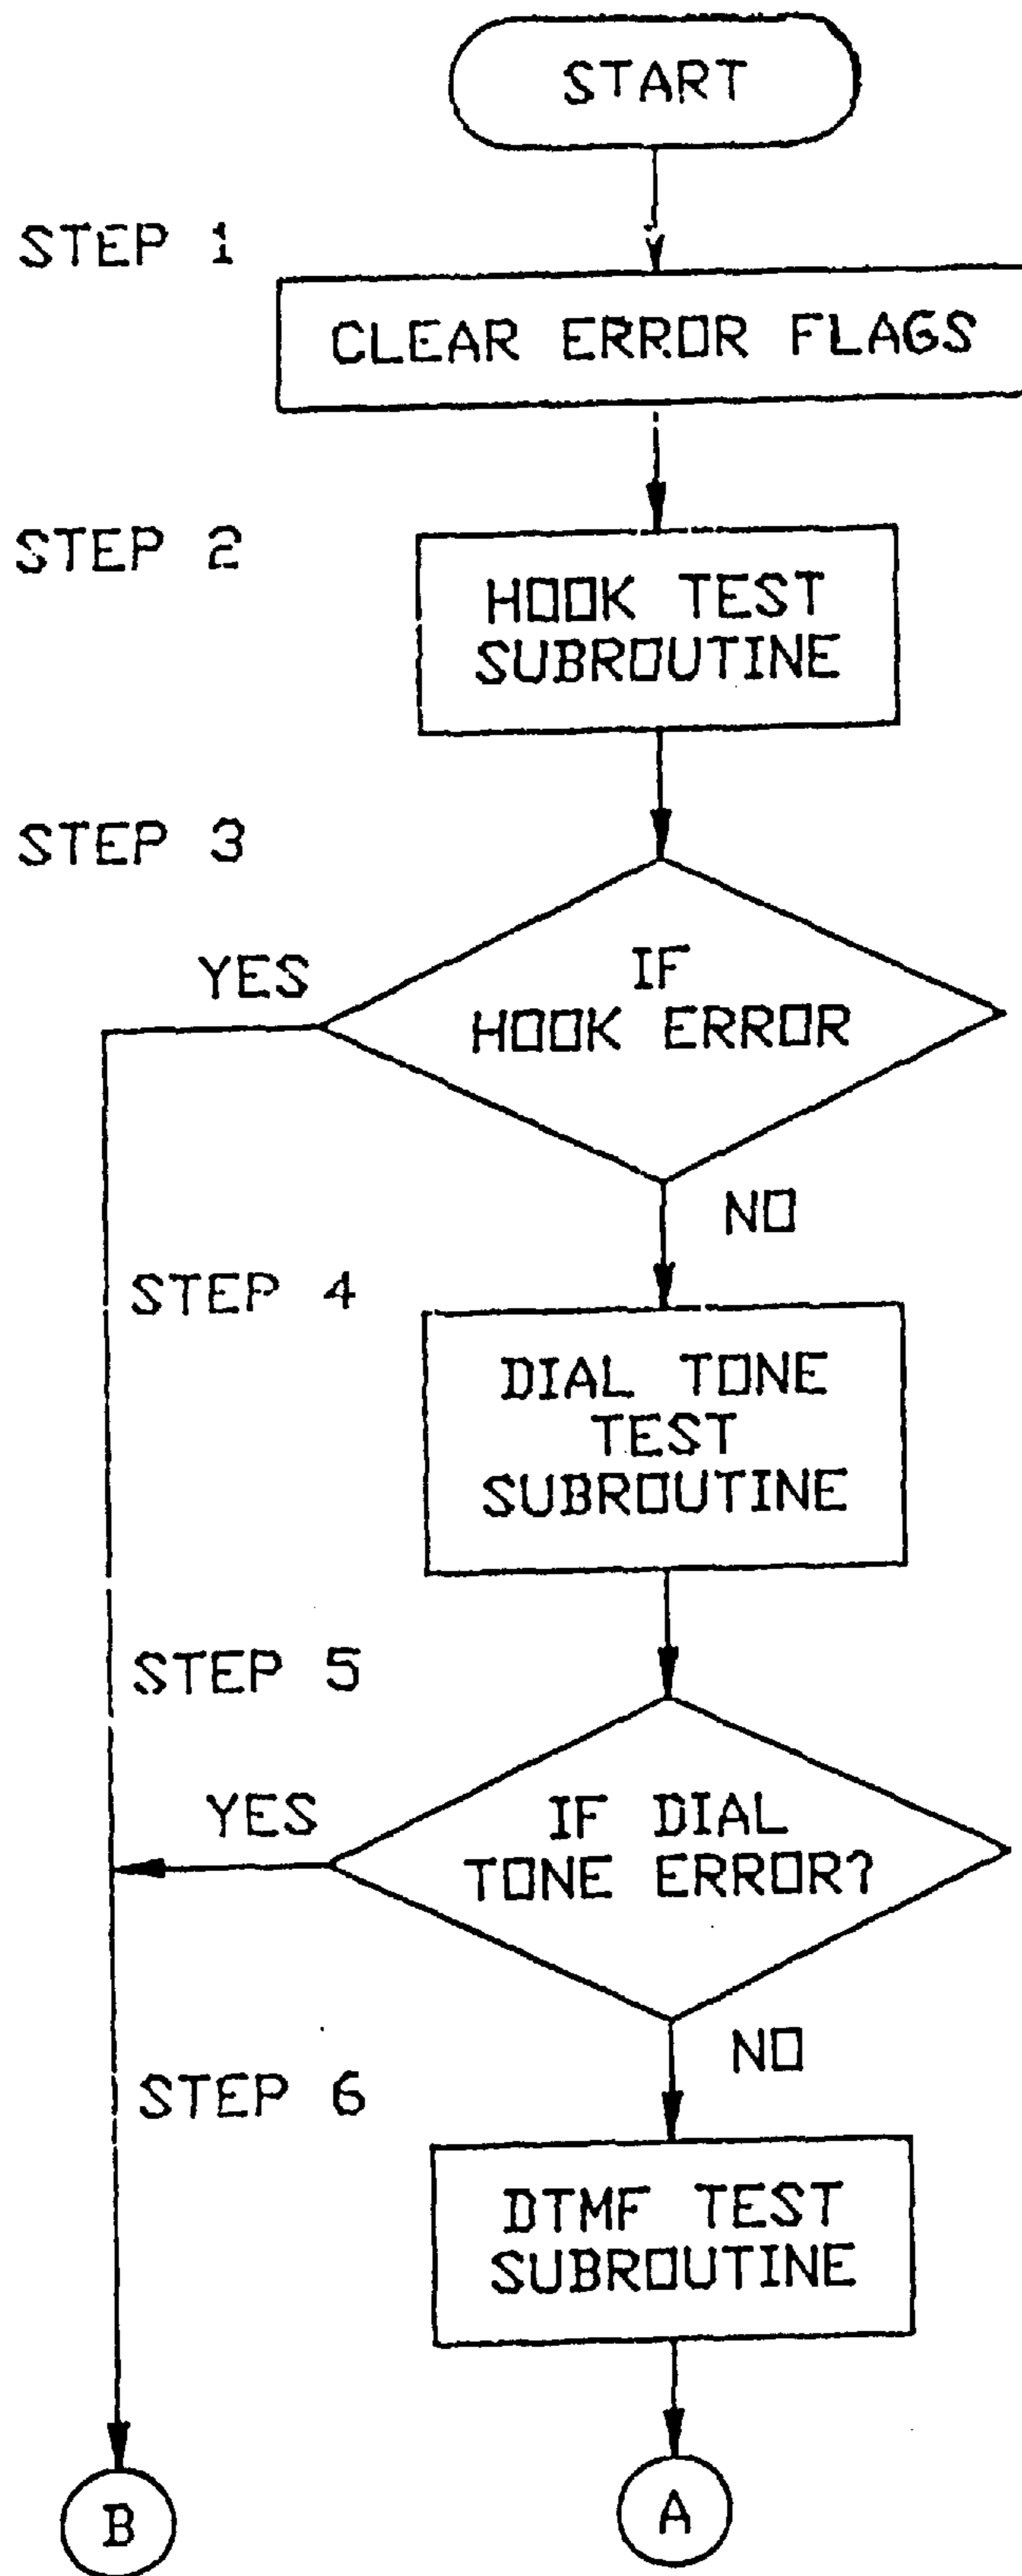 START
STEP 1
CLEAR ERROR FLAGS
STEP 2
HOOK TEST
SUBROUTINE
STEP 3
YES
IF
HOOK ERROR
NO
STEP 4
DIAL TONE
TEST
SUBROUTINE
STEP 5
YES
IF DIAL
TONE ERROR?
NO
STEP 6
DTMF TEST
SUBROUTINE
B
A